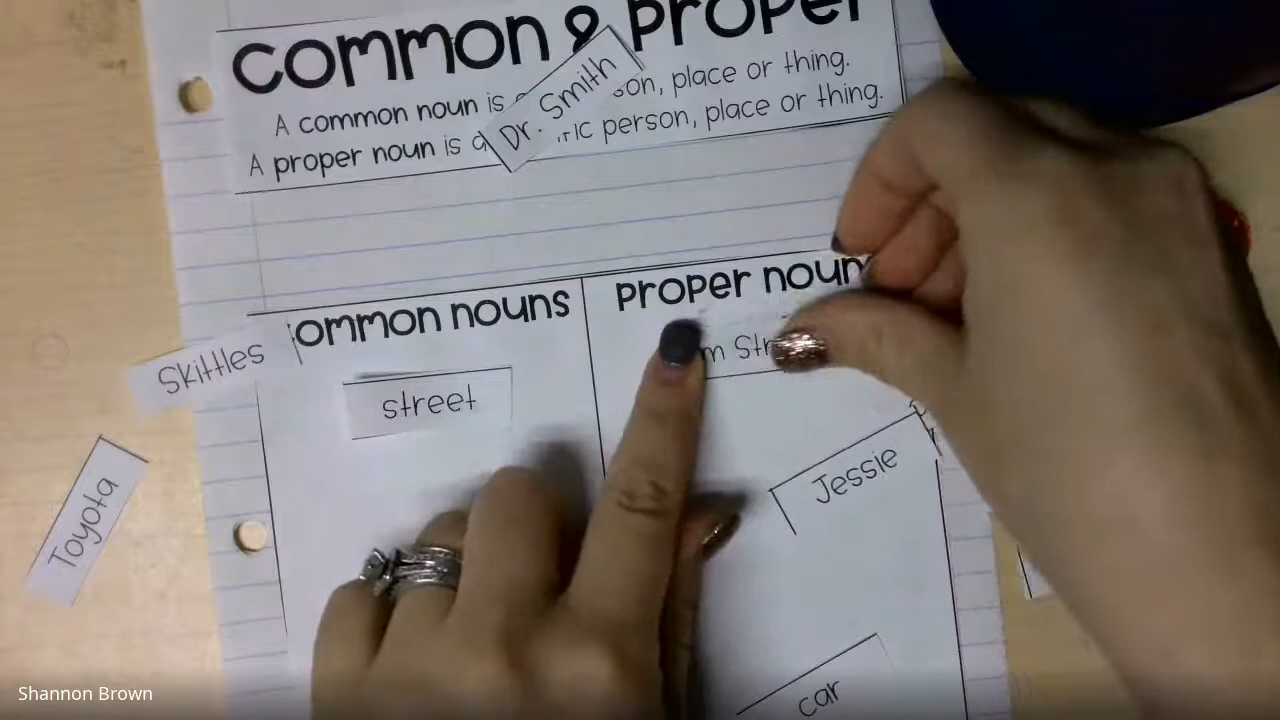 common & proper
A common noun is
son, place or thing.
Dr. Smith
A proper noun is a
person, place or thing.
common nouns
proper noun
Skittles
street
Jessie
Toyota
car
Shannon Brown